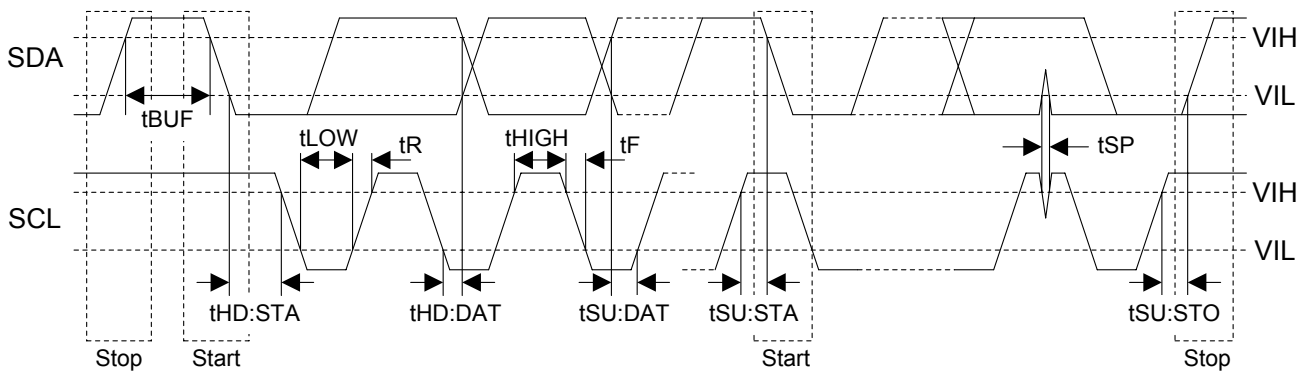 SDA
VIH
VIL
tBUF
tLOW
tR
tHIGH
tF
tSP
SCL
VIH
VIL
tHD:STA
tHD:DAT
tSU:DAT
tSU:STA
tSU:STO
Stop
Start
Start
Stop